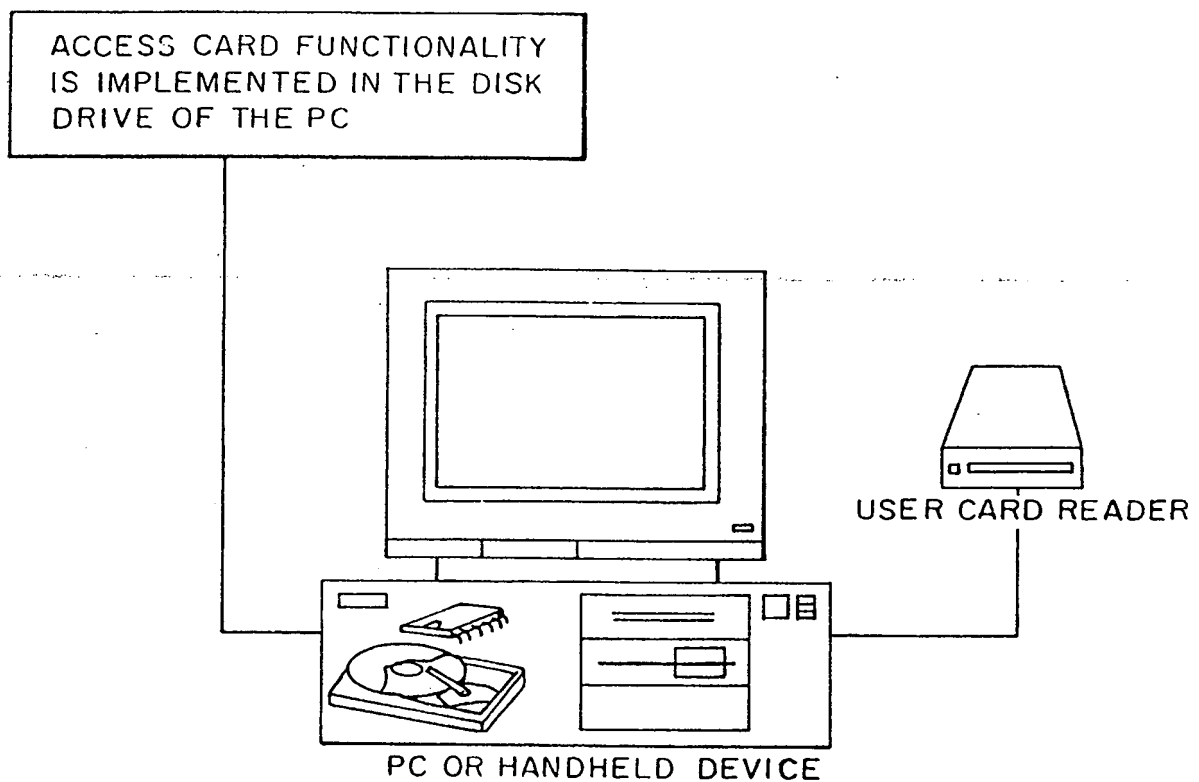 ACCESS CARD FUNCTIONALITY
IS IMPLEMENTED IN THE DISK
DRIVE OF THE PC
USER CARD READER
PC OR HANDHELD DEVICE